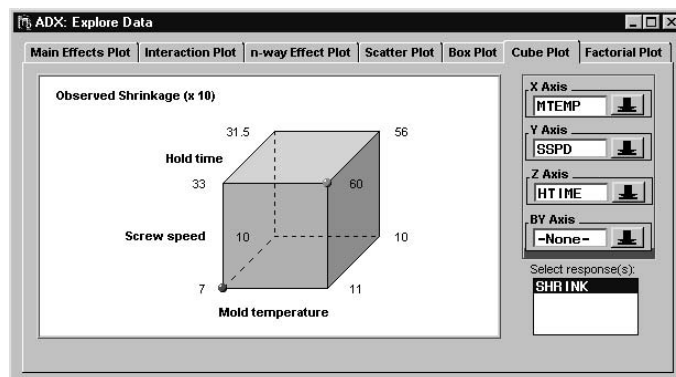 ADX: Explore Data
Main Effects Plot Interaction Plot n-way Effect Plot Scatter Plot Box Plot Cube Plot Factorial Plot
Observed Shrinkage (x 10)
31.5 56
Hold time
33 60
Screw speed 10 10
7 11
Mold temperature
X Axis
MTEMP
Y Axis
SSPD
Z Axis
HTIME
BY Axis
-None-
Select response(s):
SHRINK